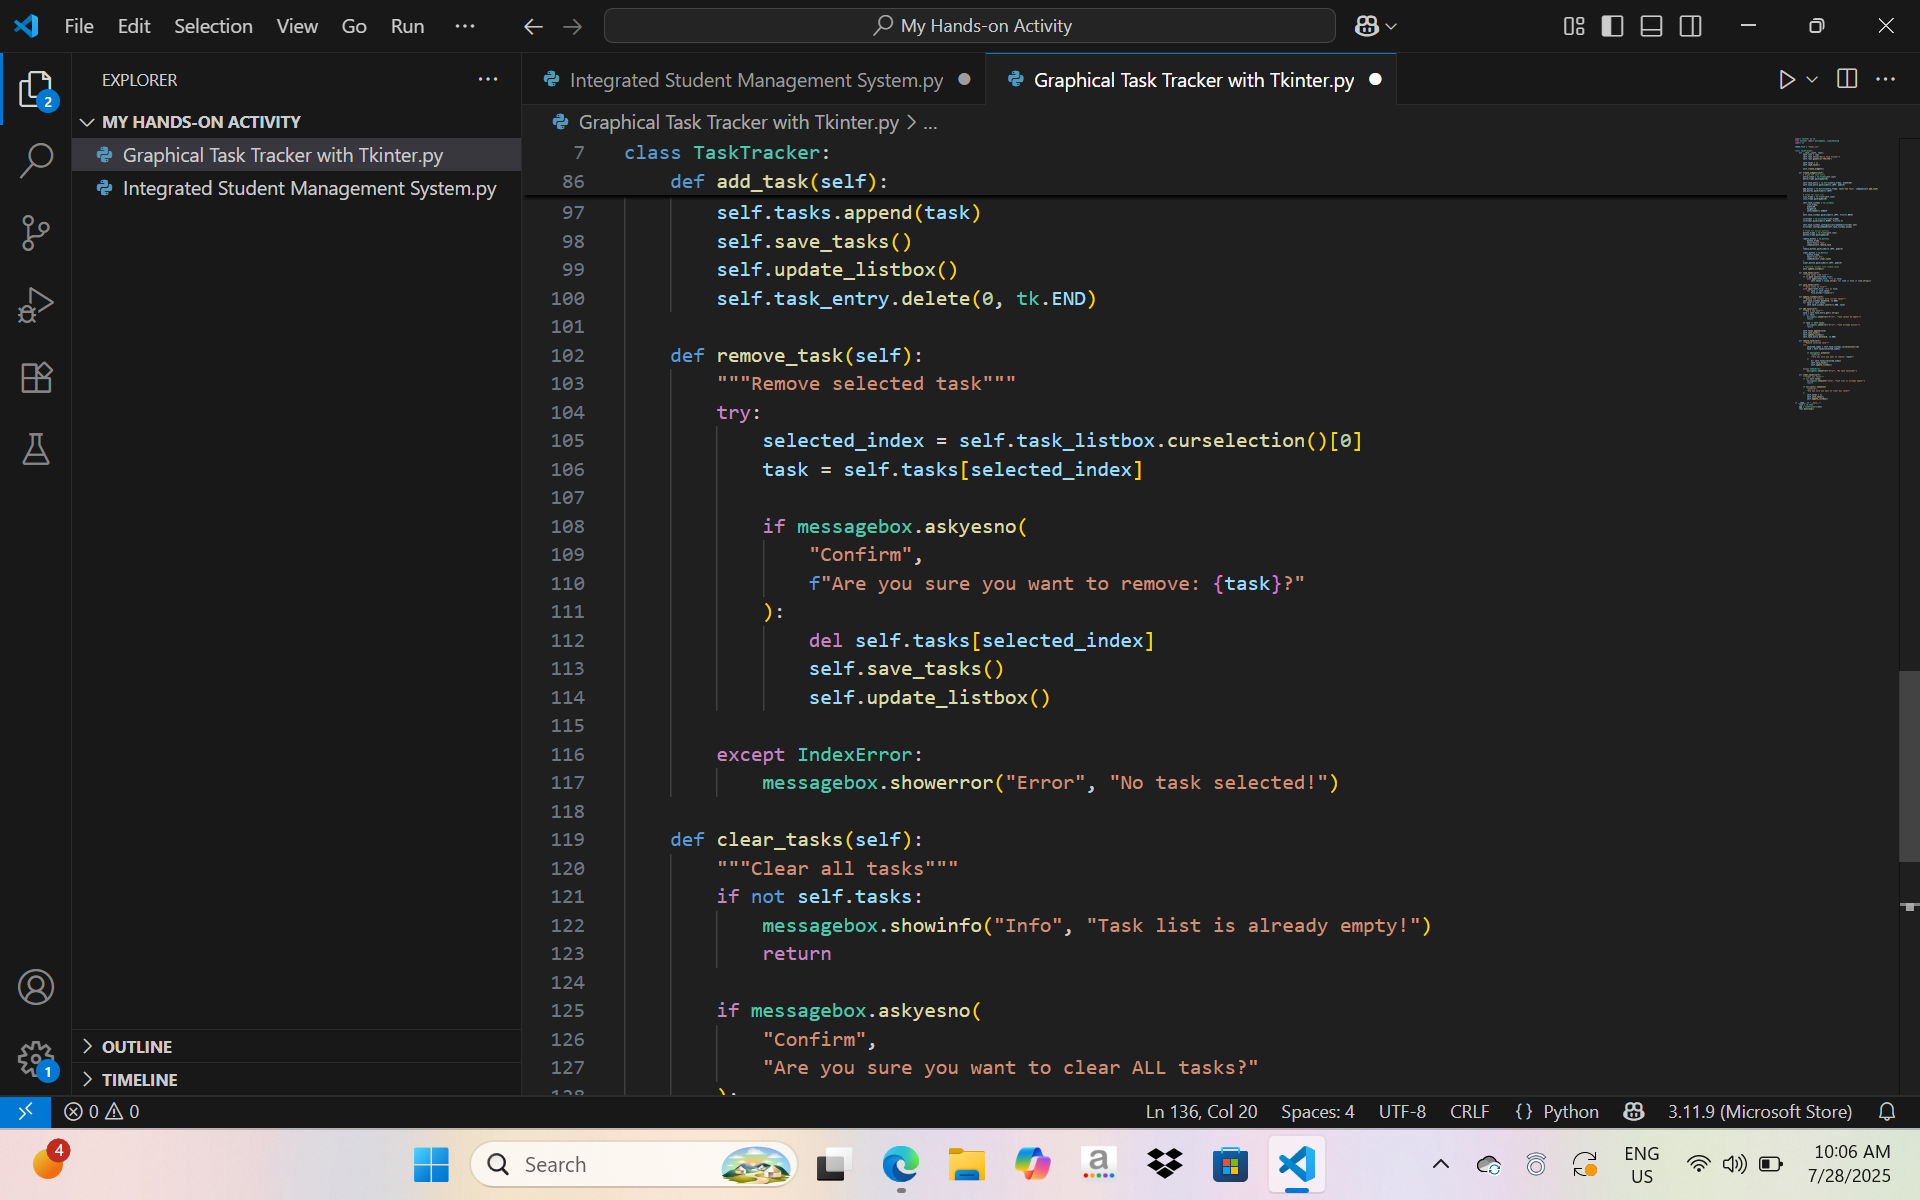 File Edit Selection View Go Run ...
My Hands-on Activity
EXPLORER ...
2
MY HANDS-ON ACTIVITY
Graphical Task Tracker with Tkinter.py
Integrated Student Management System.py
Integrated Student Management System.py
Graphical Task Tracker with Tkinter.py
Graphical Task Tracker with Tkinter.py > ...
7 class TaskTracker:
86 def add_task(self):
97 self.tasks.append(task)
98 self.save_tasks()
99 self.update_listbox()
100 self.task_entry.delete(0, tk.END)
101
102 def remove_task(self):
103 """Remove selected task"""
104 try:
105 selected_index = self.task_listbox.curselection()[0]
106 task = self.tasks[selected_index]
107
108 if messagebox.askyesno(
109 "Confirm",
110 f"Are you sure you want to remove: {task}?"
111 ):
112 del self.tasks[selected_index]
113 self.save_tasks()
114 self.update_listbox()
115
116 except IndexError:
117 messagebox.showerror("Error", "No task selected!")
118
119 def clear_tasks(self):
120 """Clear all tasks"""
121 if not self.tasks:
122 messagebox.showinfo("Info", "Task list is already empty!")
123 return
124
125 if messagebox.askyesno(
126 "Confirm",
127 "Are you sure you want to clear ALL tasks?"
128 ):
OUTLINE
1
TIMELINE
0 0
Ln 136, Col 20 Spaces: 4 UTF-8 CRLF {} Python 3.11.9 (Microsoft Store)
4
Search
a
ENG
US
10:06 AM
7/28/2025